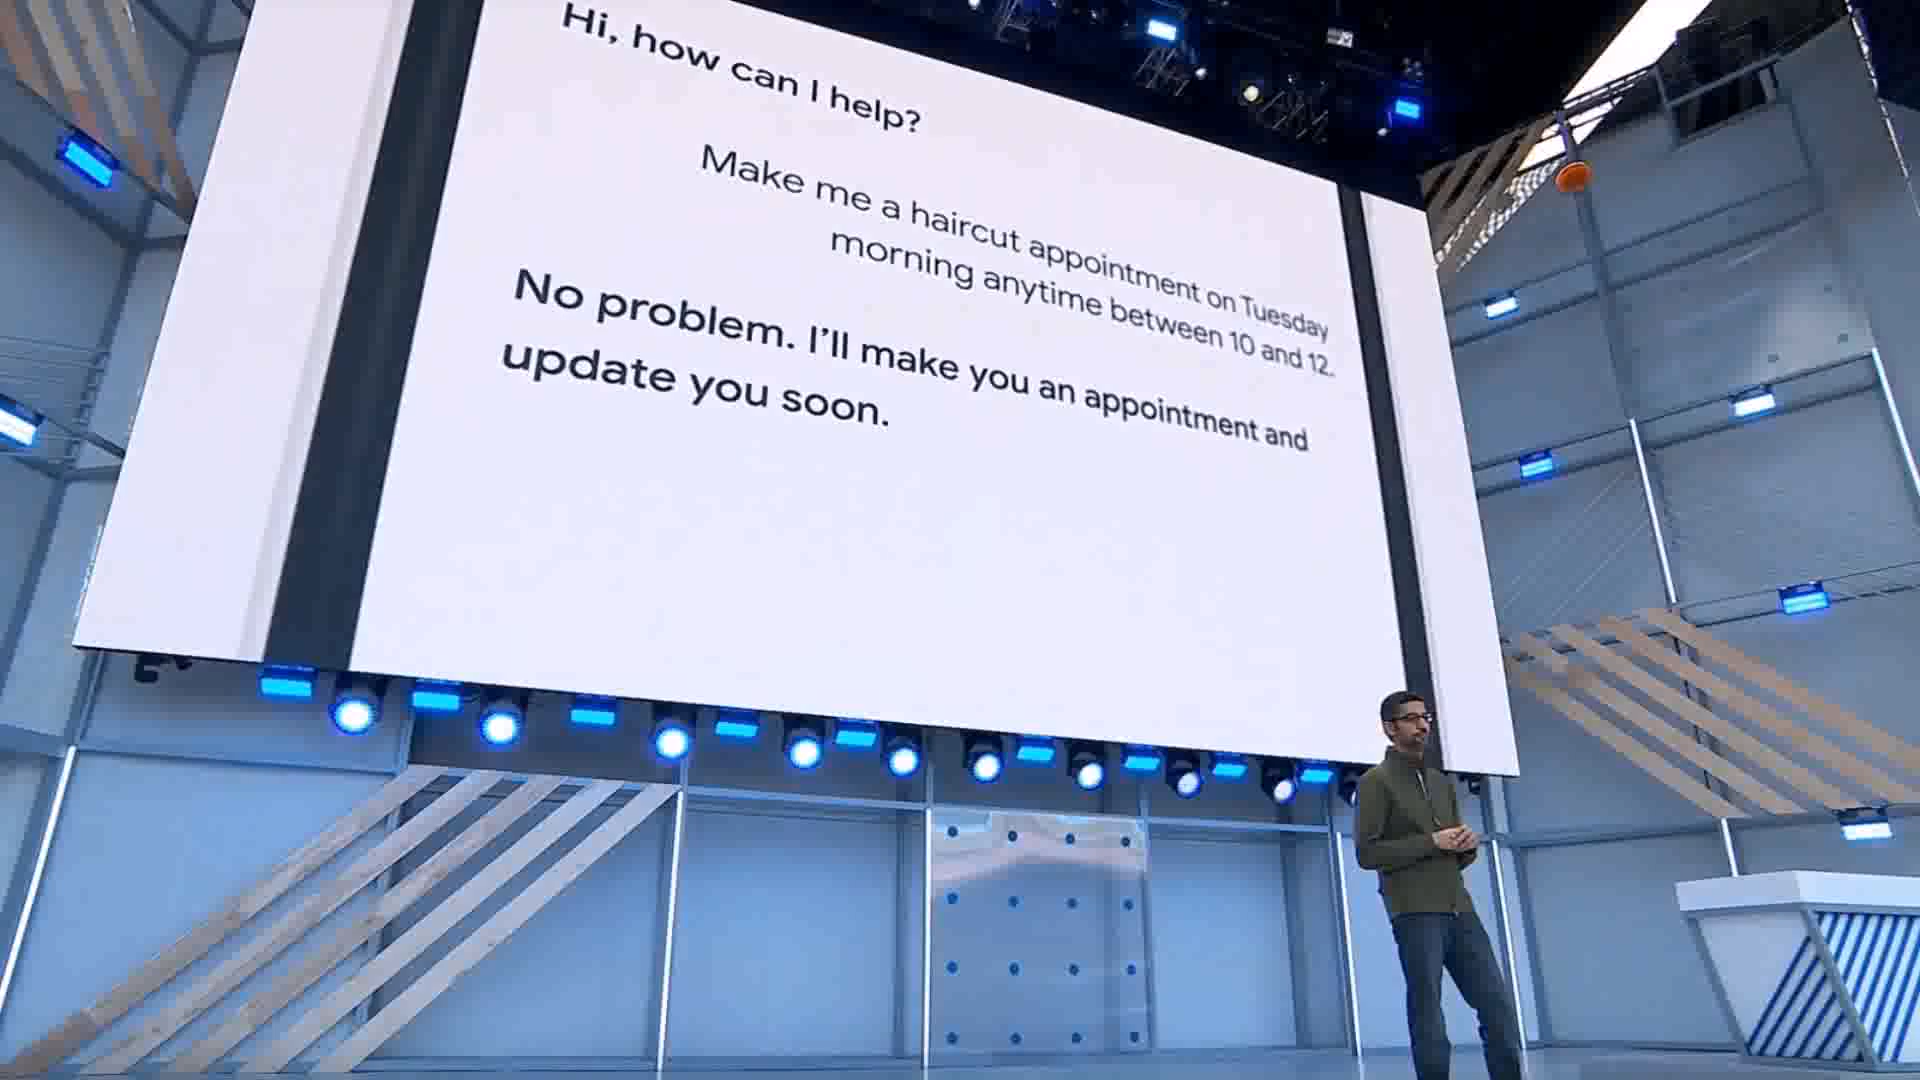 Hi, how can I help?
Make me a haircut appointment on Tuesday
morning anytime between 10 and 12.
No problem. I'll make you an appointment and
update you soon.